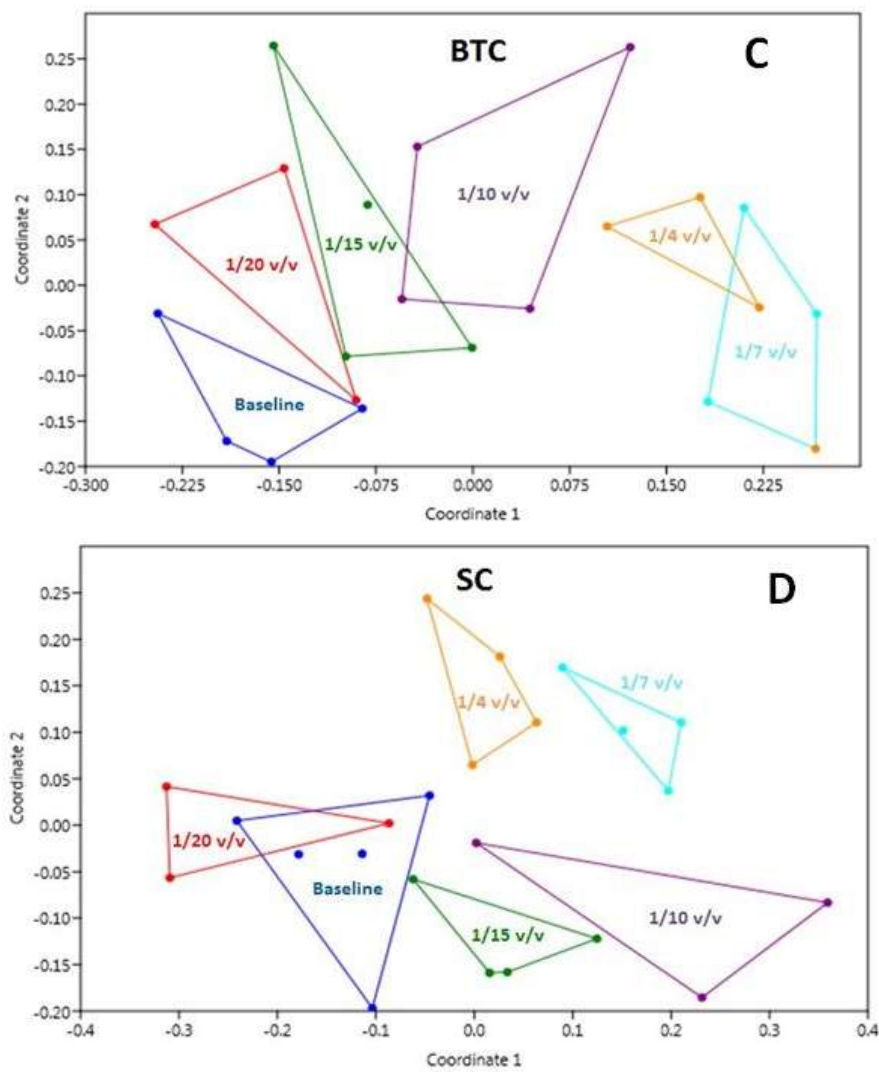 BTC
C
0.25
0.20
0.15
0.10
0.05
0.00
-0.05
-0.10
-0.15
-0.20
Coordinate 2
1/10 v/v
1/4 v/v
1/15 v/v
1/20 v/v
1/7 v/v
Baseline
-0.300
-0.225
-0.150
-0.075
0.000
0.075
0.150
0.225
Coordinate 1
SC
D
0.25
0.20
0.15
0.10
0.05
0.00
-0.05
-0.10
-0.15
-0.20
Coordinate 2
1/7 v/v
1/4 v/v
1/20 v/v
Baseline
1/10 v/v
1/15 v/v
-0.4
-0.3
-0.2
-0.1
0.0
0.1
0.2
0.3
0.4
Coordinate 1